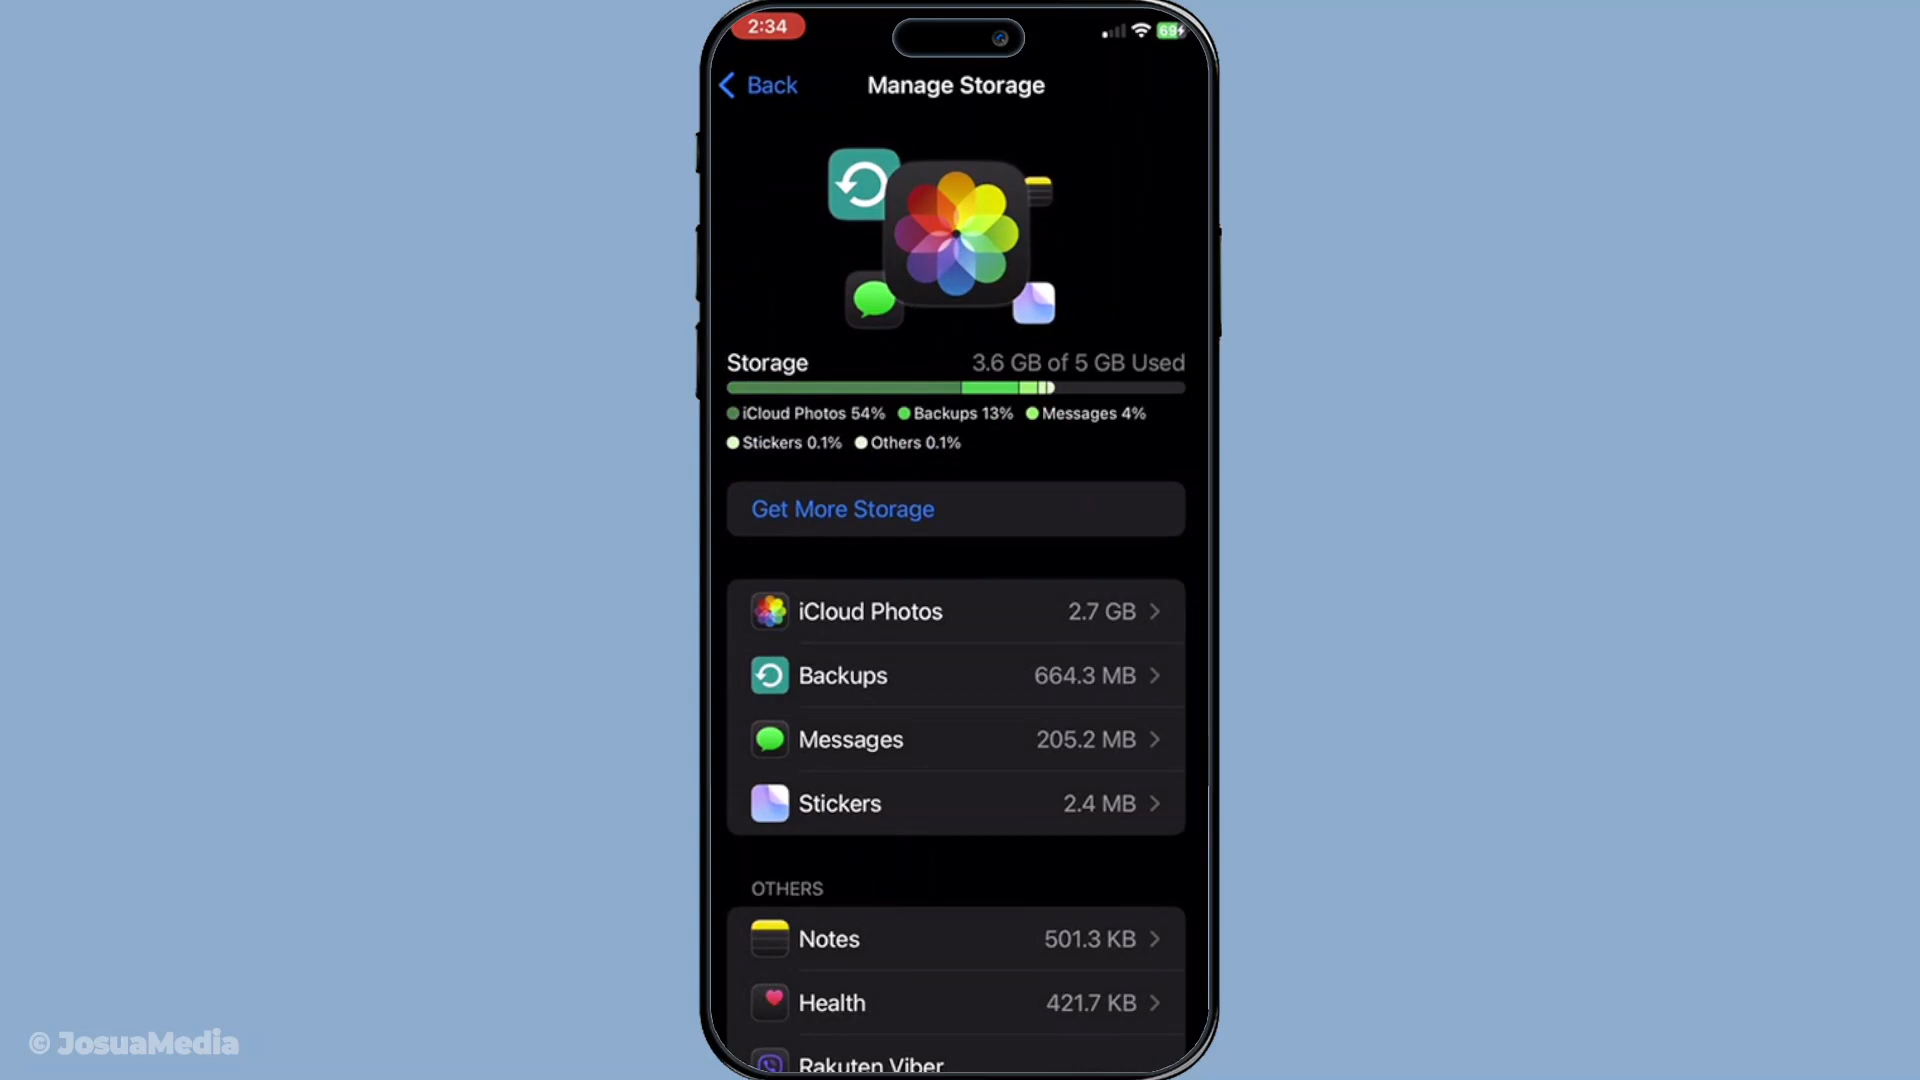 2:34
69
Back
Manage Storage
Storage
3.6 GB of 5 GB Used
iCloud Photos 54% Backups 13% Messages 4%
Stickers 0.1% Others 0.1%
Get More Storage
iCloud Photos 2.7 GB
Backups 664.3 MB
Messages 205.2 MB
Stickers 2.4 MB
OTHERS
Notes 501.3 KB
Health 421.7 KB
Rakuten Viber
© JosuaMedia